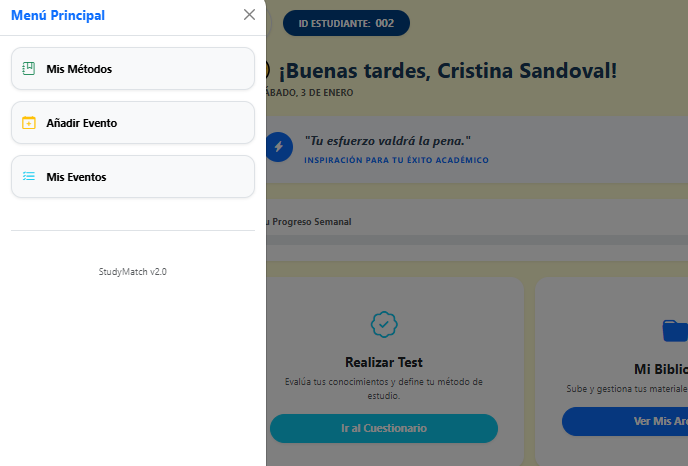 Menú Principal
Mis Métodos
Añadir Evento
Mis Eventos
StudyMatch v2.0
ID ESTUDIANTE: 002
¡Buenas tardes, Cristina Sandoval!
ÁBADO, 3 DE ENERO
"Tu esfuerzo valdrá la pena."
INSPIRACIÓN PARA TU ÉXITO ACADÉMICO
u Progreso Semanal
Realizar Test
Evalúa tus conocimientos y define tu método de
estudio.
Ir al Cuestionario
Mi Biblio
Sube y gestiona tus materiale
Ver Mis Ar